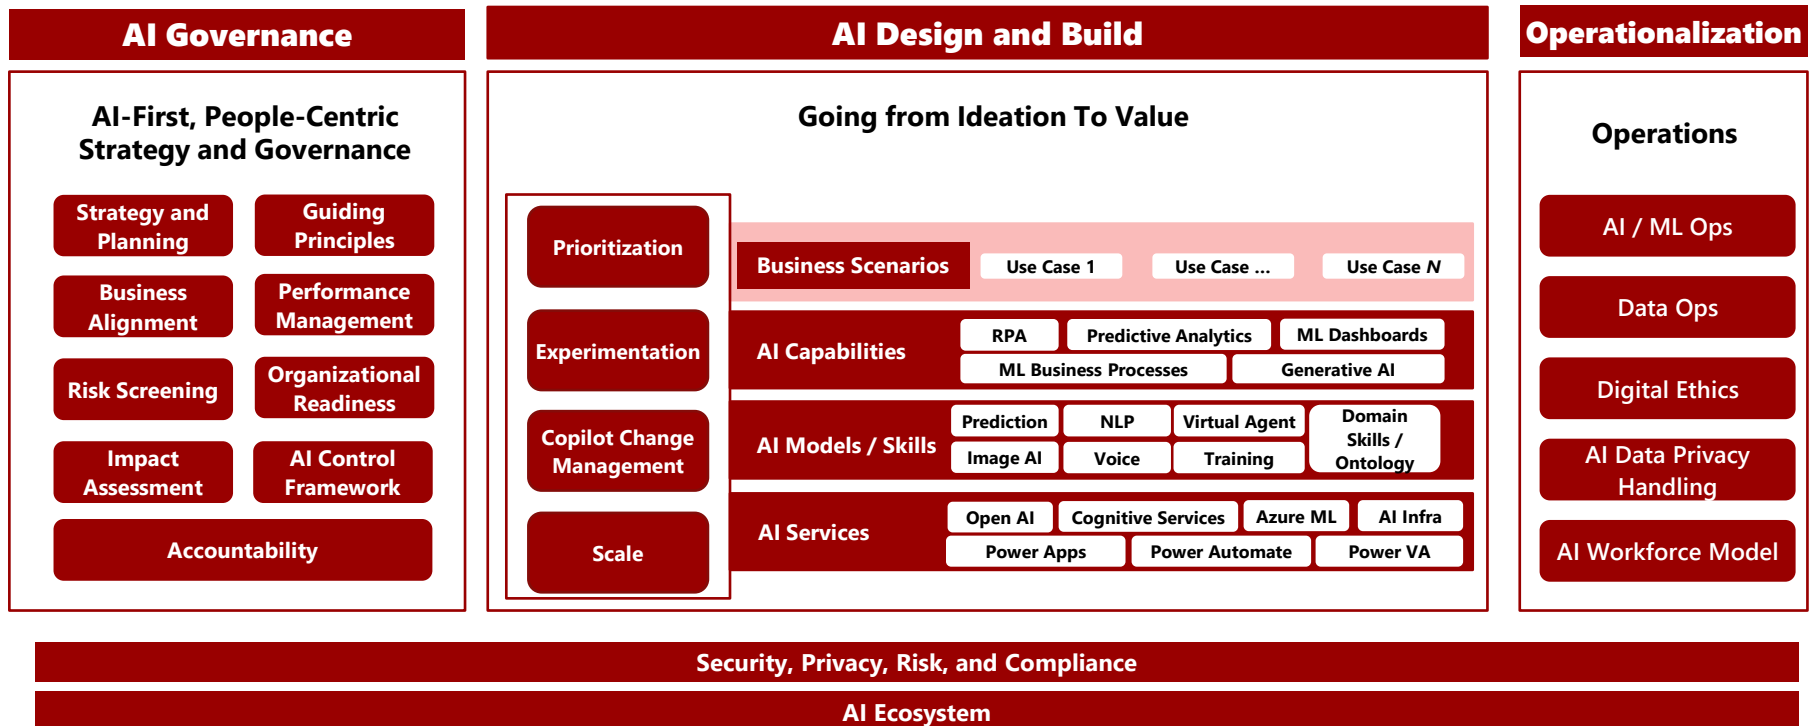 AI Governance
AI-First, People-Centric
Strategy and Governance
Strategy and
Planning
Guiding
Principles
Business
Alignment
Performance
Management
Risk Screening
Organizational
Readiness
Impact
Assessment
AI Control
Framework
Accountability
AI Design and Build
Going from Ideation To Value
Prioritization
Experimentation
Copilot Change
Management
Scale
Business Scenarios
Use Case 1
Use Case ...
Use Case N
AI Capabilities
RPA
Predictive Analytics
ML Dashboards
ML Business Processes
Generative AI
AI Models / Skills
Prediction
NLP
Virtual Agent
Domain
Skills /
Ontology
Image AI
Voice
Training
AI Services
Open AI
Cognitive Services
Azure ML
AI Infra
Power Apps
Power Automate
Power VA
Operationalization
Operations
AI / ML Ops
Data Ops
Digital Ethics
AI Data Privacy
Handling
AI Workforce Model
Security, Privacy, Risk, and Compliance
AI Ecosystem